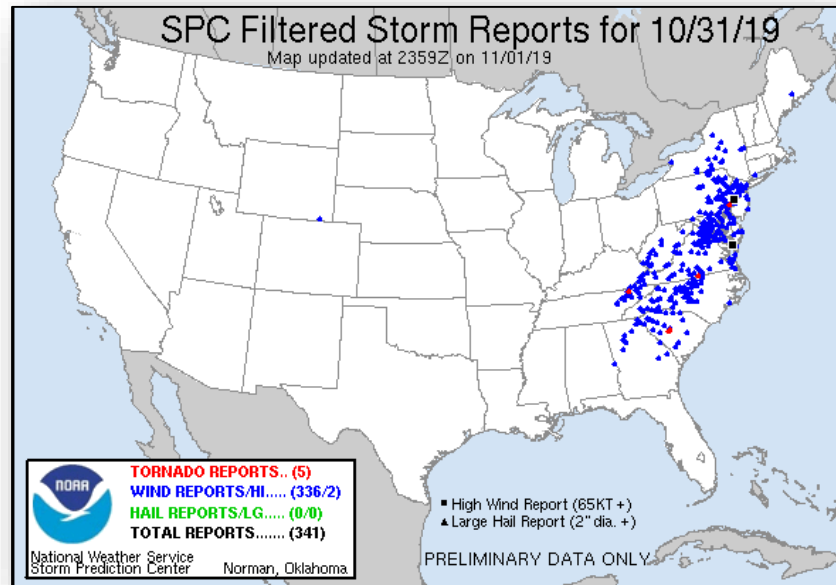 SPC Filtered Storm Reports for 10/31/19
Map updated at 2359Z on 11/01/19
NOAA
TORNADO REPORTS.. (5)
WIND REPORTS/HI..... (336/2)
HAIL REPORTS/LG..... (0/0)
TOTAL REPORTS....... (341)
National Weather Service
Storm Prediction Center Norman, Oklahoma
High Wind Report (65KT +)
Large Hail Report (2" dia. +)
PRELIMINARY DATA ONLY